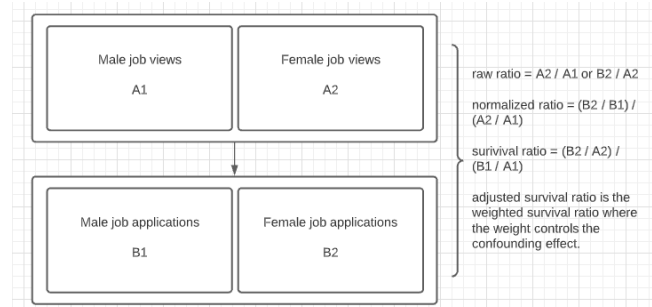 Male job views
Female job views
A1
A2
Male job applications
Female job applications
B1
B2
raw ratio = A2 / A1 or B2 / A2
normalized ratio = (B2 / B1) /
(A2 / A1)
surivival ratio = (B2 / A2) /
(B1 / A1)
adjusted survival ratio is the
weighted survival ratio where
the weight controls the
confounding effect.